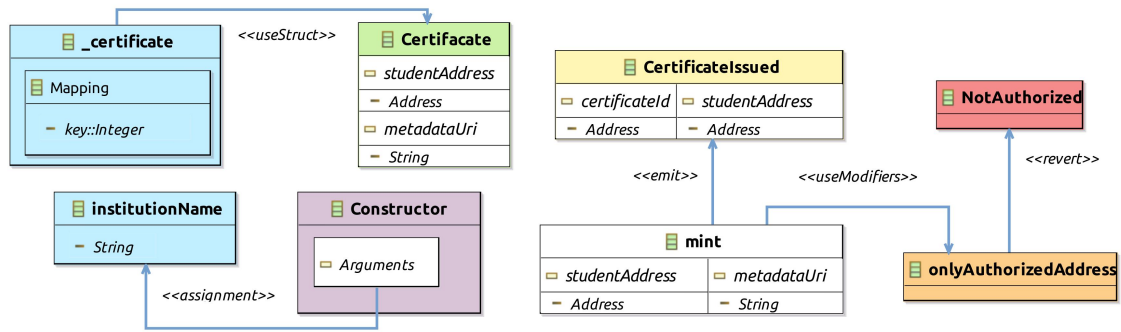 _certificate
Mapping
key::Integer
<<useStruct>>
Certifacate
studentAddress
Address
metadataUri
String
institutionName
String
<<assignment>>
Constructor
Arguments
CertificateIssued
certificateId studentAddress
Address Address
<<emit>>
<<useModifiers>>
mint
studentAddress metadataUri
Address String
NotAuthorized
<<revert>>
onlyAuthorizedAddress